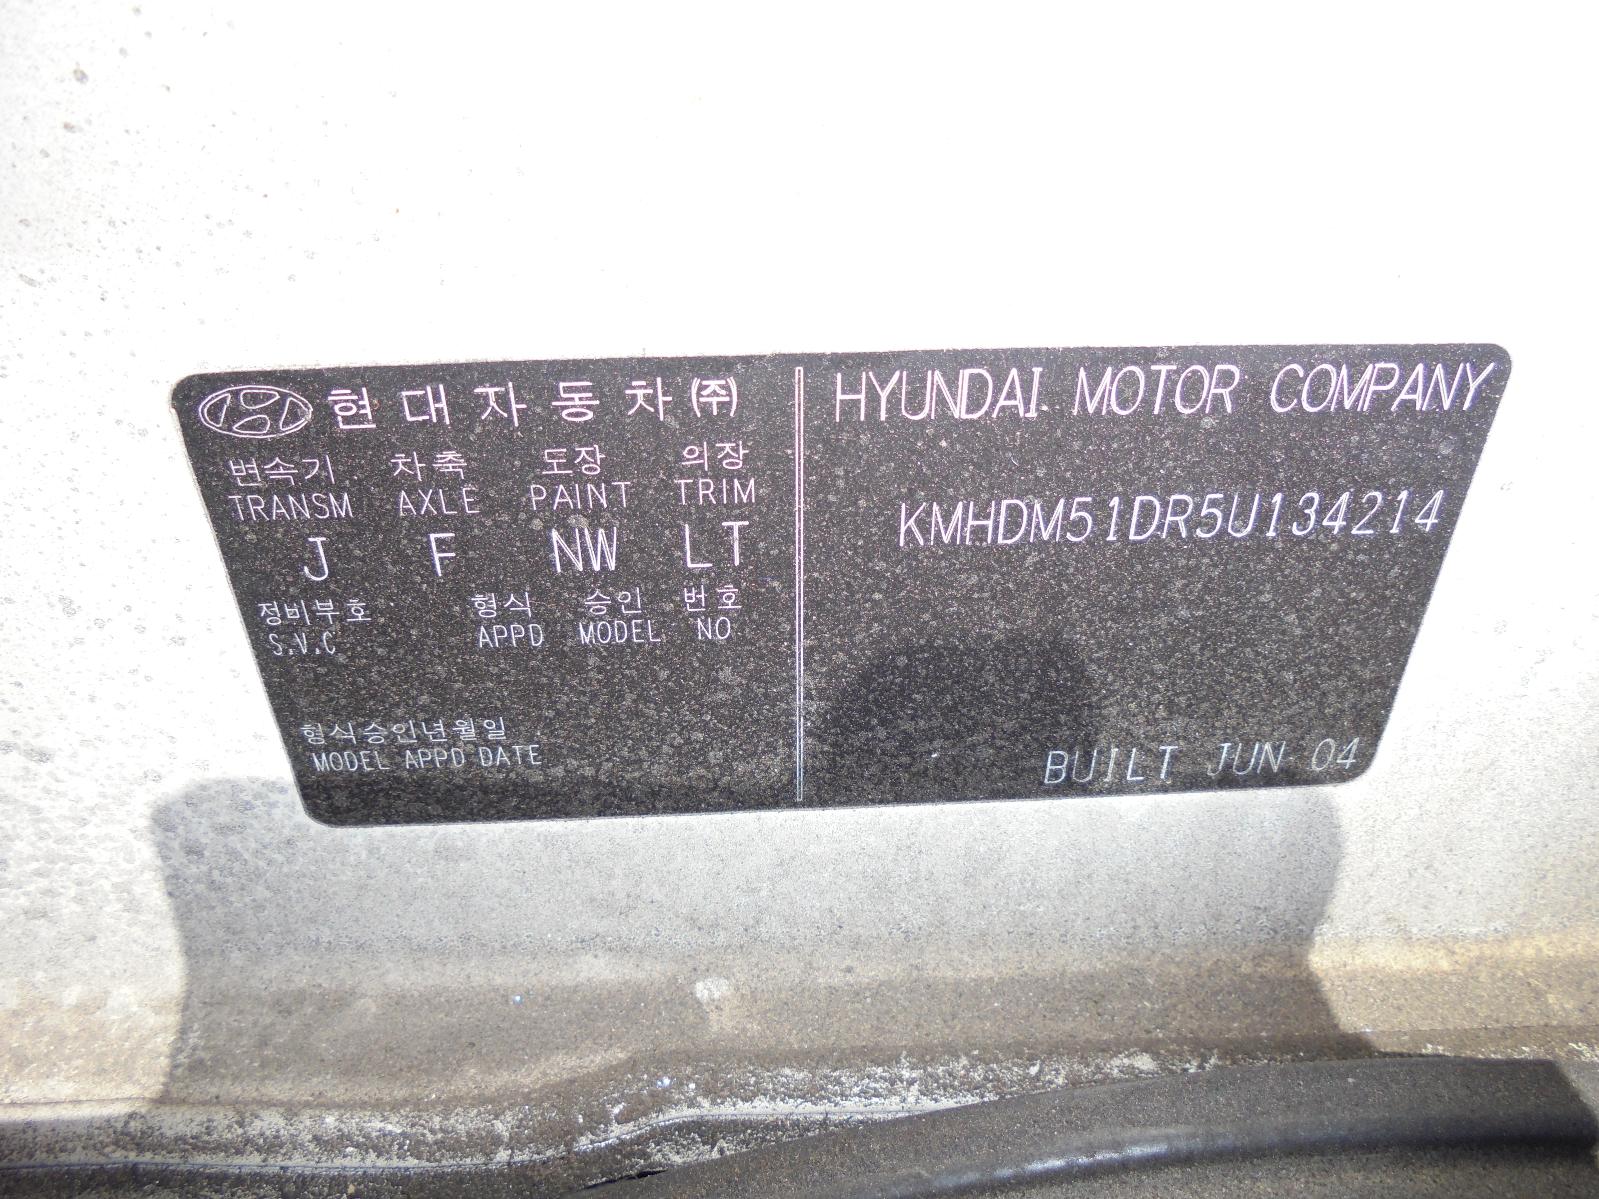 현대자동차㈜
변속기 차축 도장 의장
TRANSM AXLE PAINT TRIM
J F NW LT
정비부호 형식 승인 번호
S.V.C APPD MODEL NO
형식승인년월일
MODEL APPD DATE
HYUNDAI MOTOR COMPANY
KMHDM51DR5U134214
BUILT JUN 04